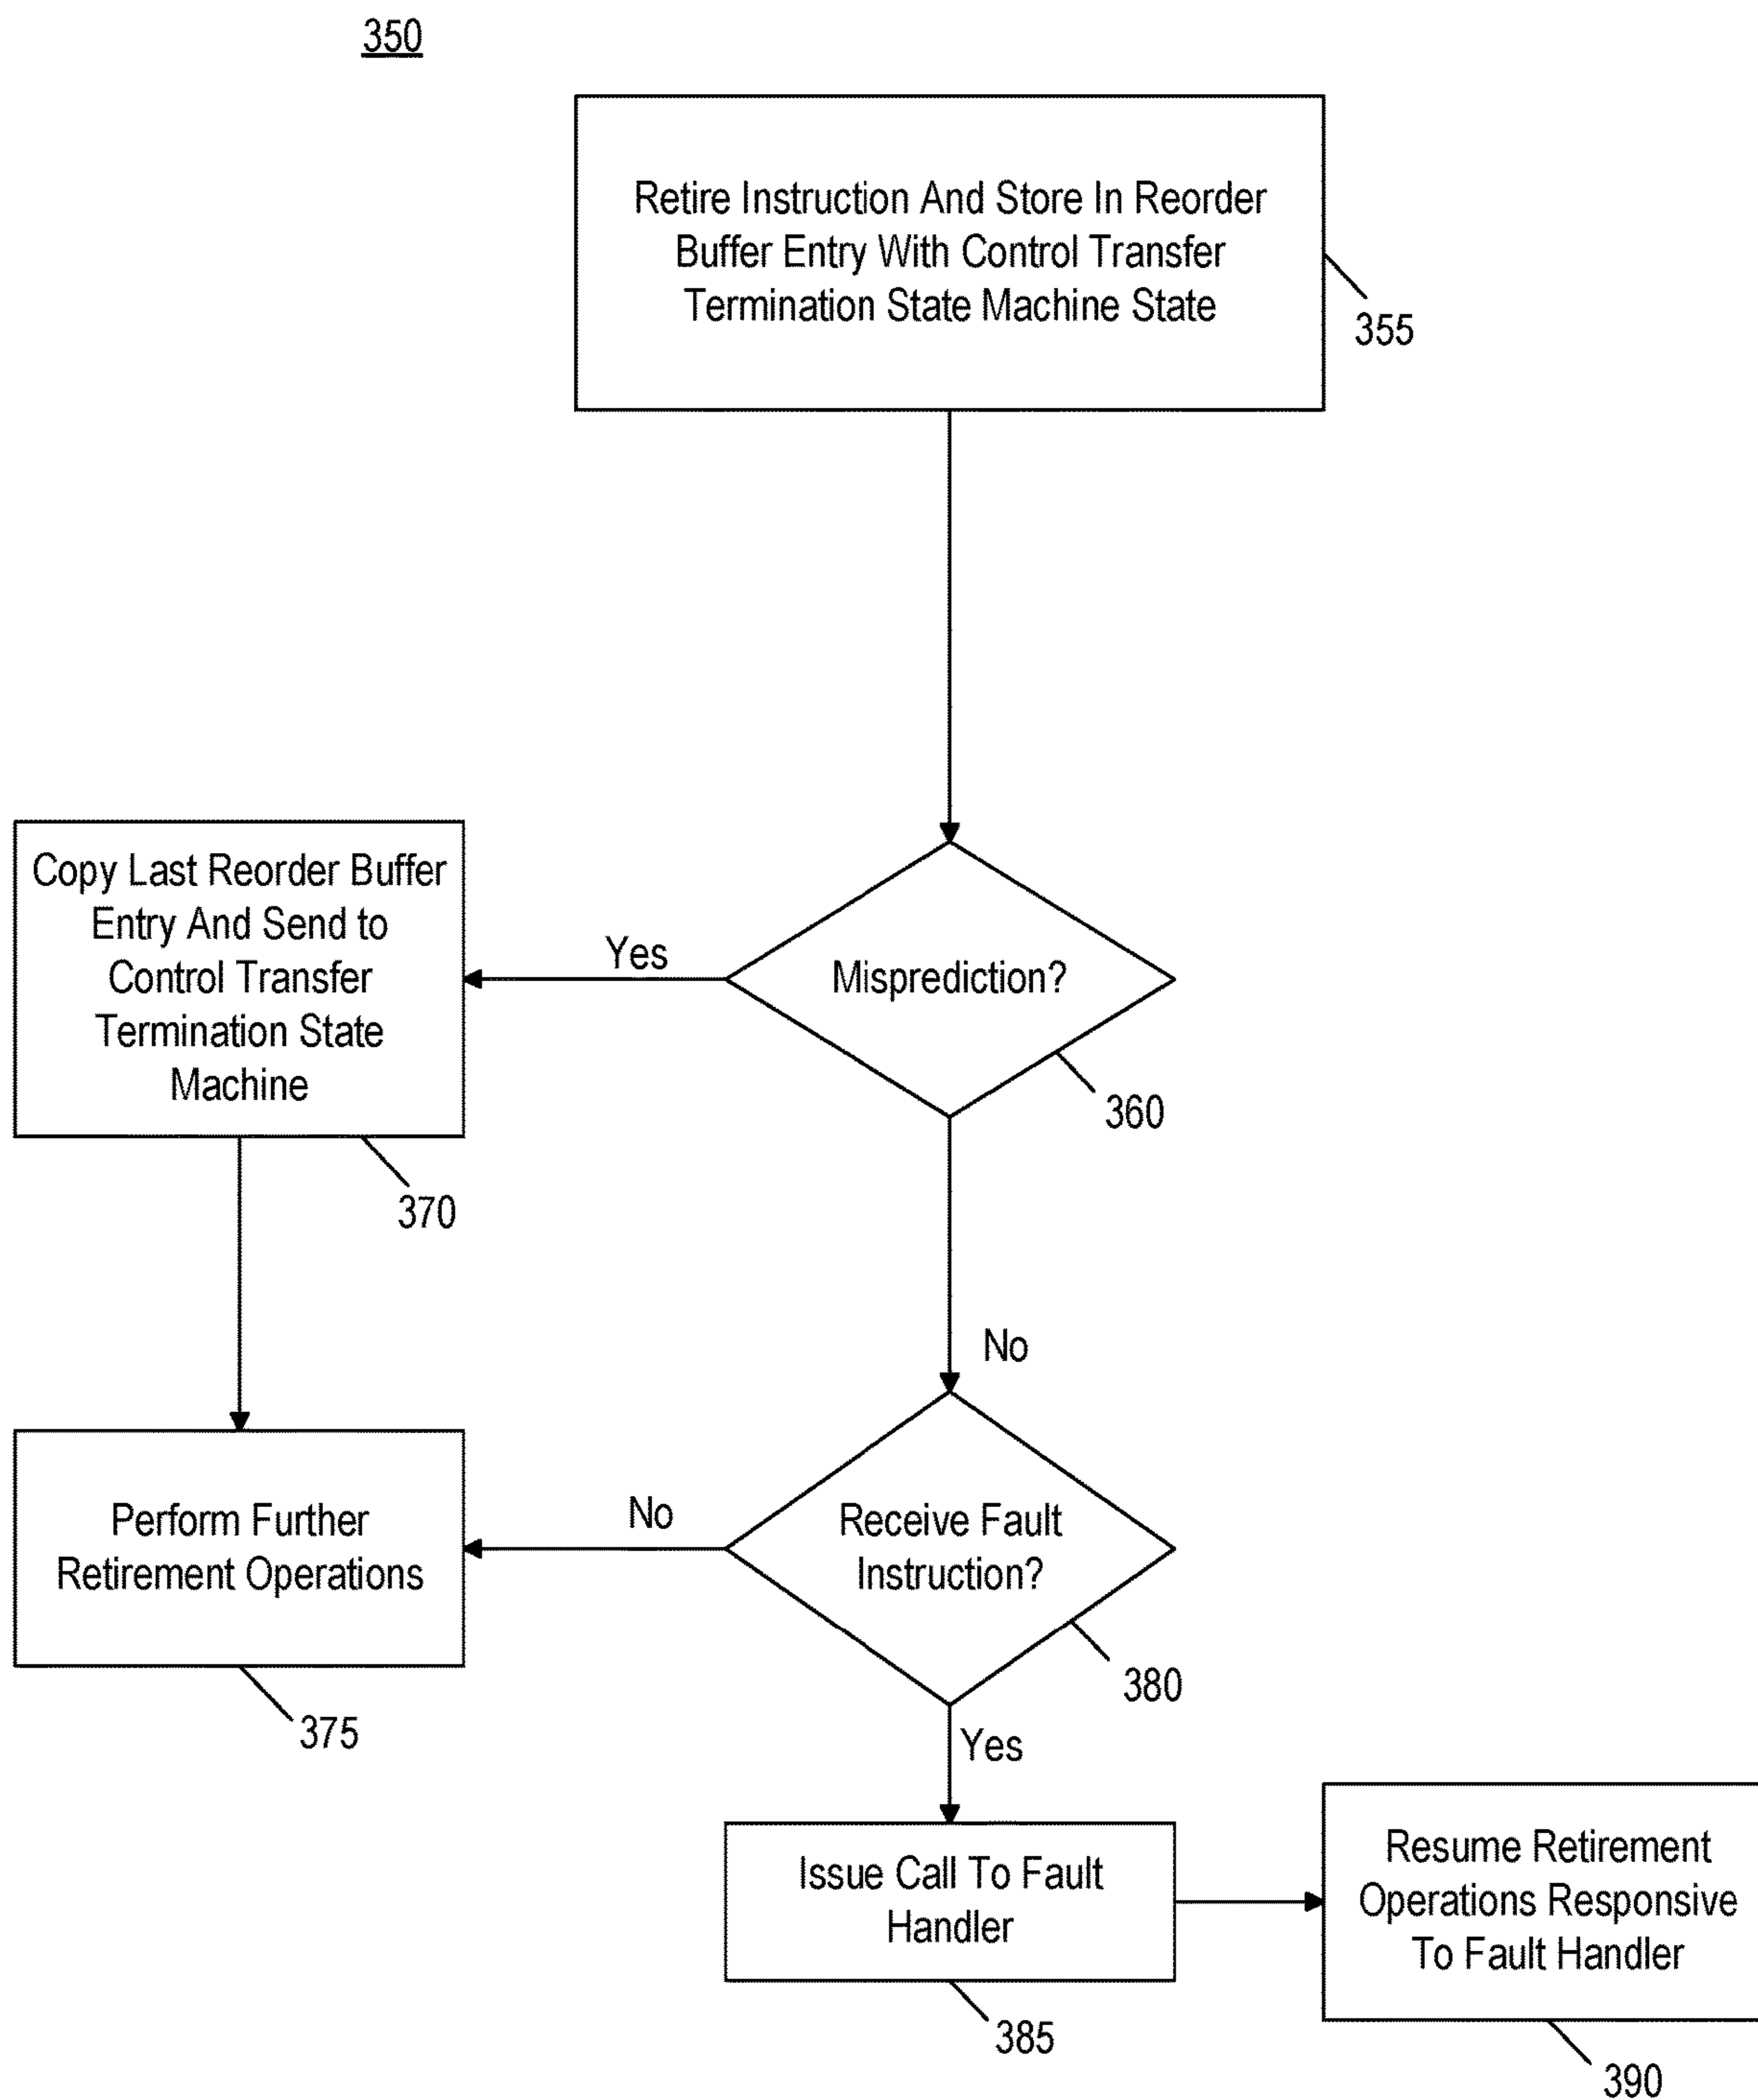 350
Retire Instruction And Store In Reorder
Buffer Entry With Control Transfer
Termination State Machine State
355
Copy Last Reorder Buffer
Entry And Send to
Control Transfer
Termination State
Machine
370
Yes
Misprediction?
360
No
Perform Further
Retirement Operations
375
No
Receive Fault
Instruction?
380
Yes
Issue Call To Fault
Handler
385
Resume Retirement
Operations Responsive
To Fault Handler
390